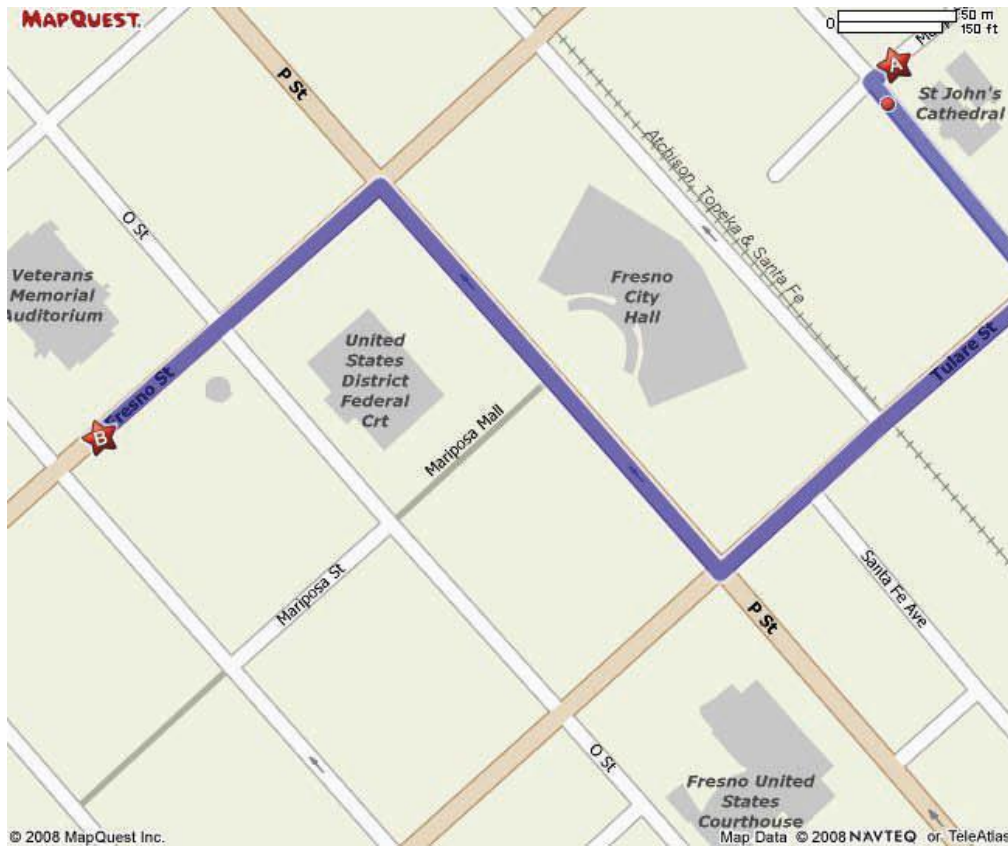 MAPQUEST.
0
50 m
150 ft
A
St John's
Cathedral
P St
Atchison, Topeka & Santa Fe
O St
Veterans
Memorial
Auditorium
Fresno
City
Hall
United
States
District
Federal
Crt
Tulare St
Fresno St
B
Mariposa Mall
Mariposa St
Santa Fe Ave
P St
O St
Fresno United
States
Courthouse
© 2008 MapQuest Inc.
Map Data © 2008 NAVTEQ or TeleAtlas